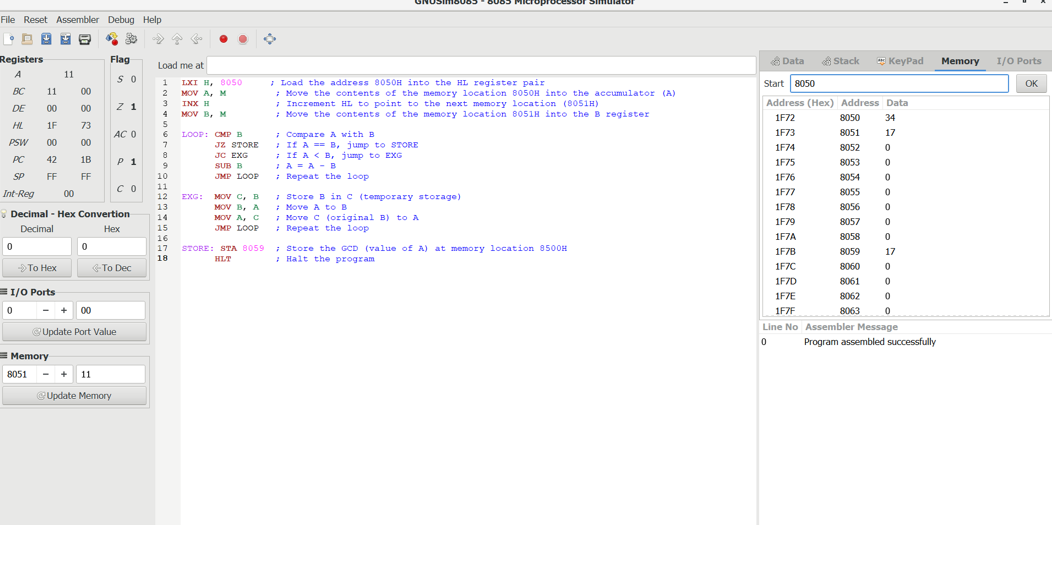 GNUSim8085 - 8085 Microprocessor Simulator
File Reset Assembler Debug Help
Registers
A 11
BC 11 00
DE 00 00
HL 1F 73
PSW 00 00
PC 42 1B
SP FF FF
Int-Reg 00
Flag
S 0
Z 1
AC 0
P 1
C 0
Decimal - Hex Convertion
Decimal Hex
0 0
To Hex To Dec
I/O Ports
0 - + 00
Update Port Value
Memory
8051 - + 11
Update Memory
Load me at
1 LXI H, 8050 ; Load the address 8050H into the HL register pair
2 MOV A, M ; Move the contents of the memory location 8050H into the accumulator (A)
3 INX H ; Increment HL to point to the next memory location (8051H)
4 MOV B, M ; Move the contents of the memory location 8051H into the B register
5
6 LOOP: CMP B ; Compare A with B
7 JZ STORE ; If A == B, jump to STORE
8 JC EXG ; If A < B, jump to EXG
9 SUB B ; A = A - B
10 JMP LOOP ; Repeat the loop
11
12 EXG: MOV C, B ; Store B in C (temporary storage)
13 MOV B, A ; Move A to B
14 MOV A, C ; Move C (original B) to A
15 JMP LOOP ; Repeat the loop
16
17 STORE: STA 8059 ; Store the GCD (value of A) at memory location 8500H
18 HLT ; Halt the program
Data Stack KeyPad Memory I/O Ports
Start 8050 OK
Address (Hex) Address Data
1F72 8050 34
1F73 8051 17
1F74 8052 0
1F75 8053 0
1F76 8054 0
1F77 8055 0
1F78 8056 0
1F79 8057 0
1F7A 8058 0
1F7B 8059 17
1F7C 8060 0
1F7D 8061 0
1F7E 8062 0
1F7F 8063 0
Line No Assembler Message
0 Program assembled successfully